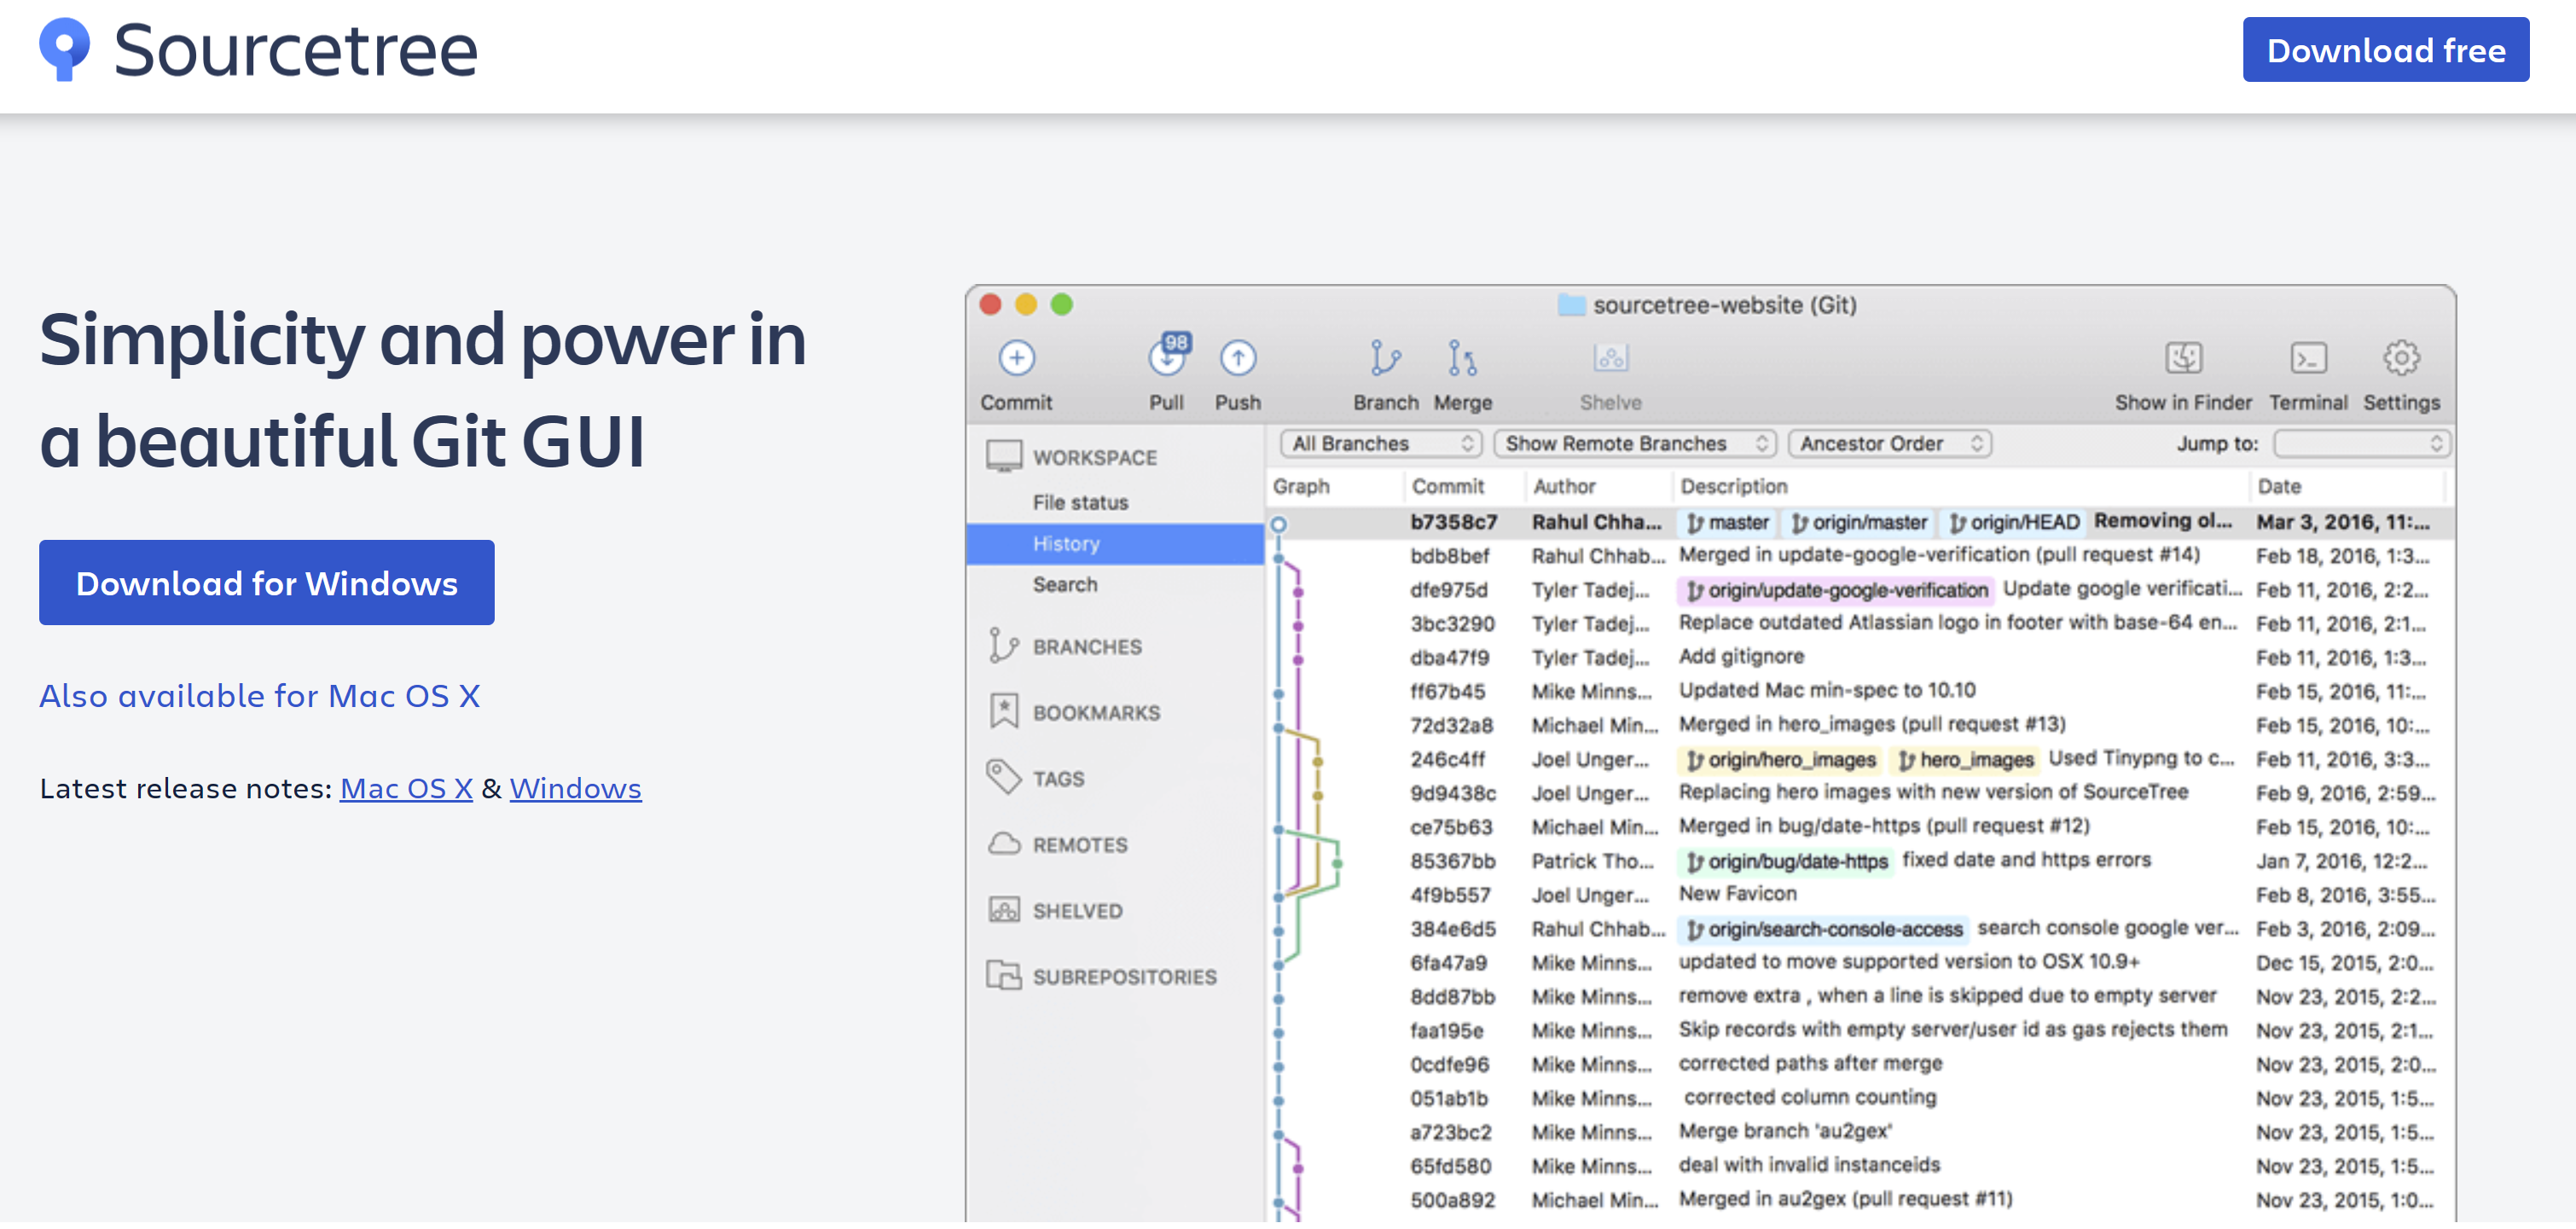 Sourcetree
Download free
Simplicity and power in
a beautiful Git GUI
Download for Windows
Also available for Mac OS X
Latest release notes: Mac OS X & Windows
sourcetree-website (Git)
98
Commit Pull Push Branch Merge Shelve Show in Finder Terminal Settings
WORKSPACE
File status
History
Search
BRANCHES
BOOKMARKS
TAGS
REMOTES
SHELVED
SUBREPOSITORIES
All Branches Show Remote Branches Ancestor Order Jump to:
Graph Commit Author Description Date
b7358c7 Rahul Chha... master origin/master origin/HEAD Removing ol... Mar 3, 2016, 11:...
bdb8bef Rahul Chhab... Merged in update-google-verification (pull request #14) Feb 18, 2016, 1:3...
dfe975d Tyler Tadej... origin/update-google-verification Update google verificati... Feb 11, 2016, 2:2...
3bc3290 Tyler Tadej... Replace outdated Atlassian logo in footer with base-64 en... Feb 11, 2016, 2:1...
dba47f9 Tyler Tadej... Add gitignore Feb 11, 2016, 1:3...
ff67b45 Mike Minns... Updated Mac min-spec to 10.10 Feb 15, 2016, 11:...
72d32a8 Michael Min... Merged in hero_images (pull request #13) Feb 15, 2016, 10:...
246c4ff Joel Unger... origin/hero_images hero_images Used Tinypng to c... Feb 11, 2016, 3:3...
9d9438c Joel Unger... Replacing hero images with new version of SourceTree Feb 9, 2016, 2:59...
ce75b63 Michael Min... Merged in bug/date-https (pull request #12) Feb 15, 2016, 10:...
85367bb Patrick Tho... origin/bug/date-https fixed date and https errors Jan 7, 2016, 12:2...
4f9b557 Joel Unger... New Favicon Feb 8, 2016, 3:55...
384e6d5 Rahul Chhab... origin/search-console-access search console google ver... Feb 3, 2016, 2:09...
6fa47a9 Mike Minns... updated to move supported version to OSX 10.9+ Dec 15, 2015, 2:0...
8dd87bb Mike Minns... remove extra , when a line is skipped due to empty server Nov 23, 2015, 2:2...
faa195e Mike Minns... Skip records with empty server/user id as gas rejects them Nov 23, 2015, 2:1...
0cdfe96 Mike Minns... corrected paths after merge Nov 23, 2015, 2:0...
051ab1b Mike Minns... corrected column counting Nov 23, 2015, 1:5...
a723bc2 Mike Minns... Merge branch 'au2gex' Nov 23, 2015, 1:5...
65fd580 Mike Minns... deal with invalid instanceids Nov 23, 2015, 1:5...
500a892 Michael Min... Merged in au2gex (pull request #11) Nov 23, 2015, 1:0...